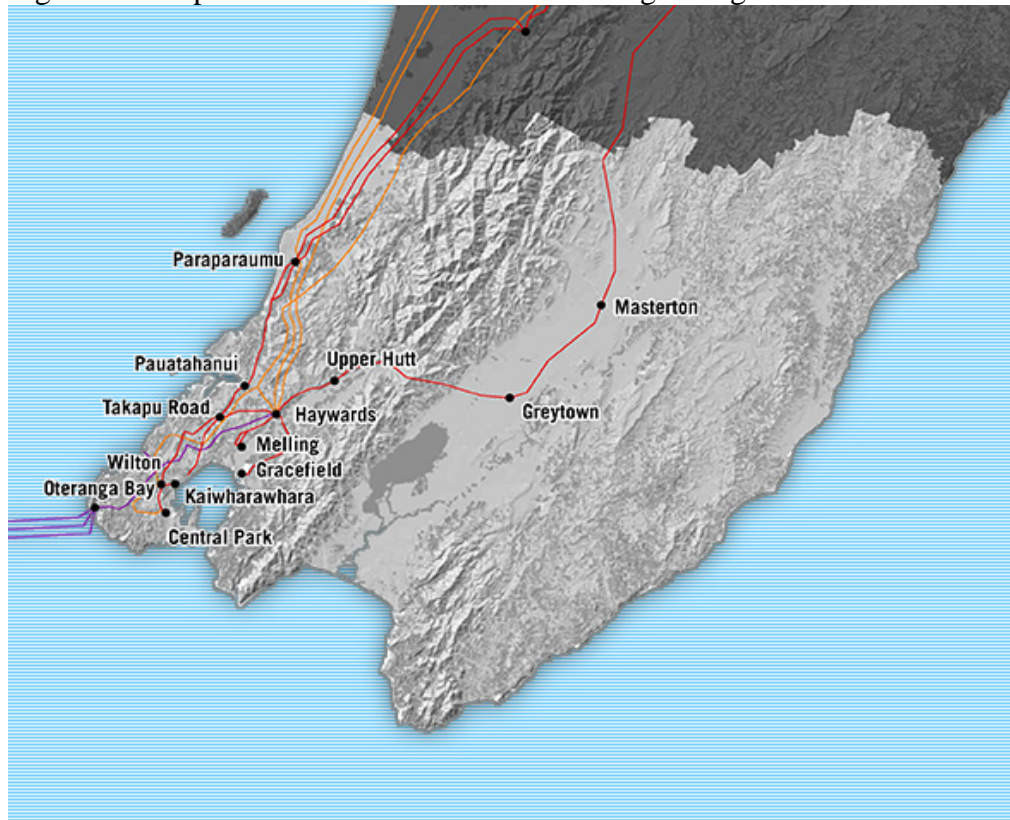 Paraparaumu
Masterton
Pauatahanui
Upper Hutt
Takapu Road
Haywards
Greytown
Melling
Wilton
Gracefield
Oteranga Bay
Kaiwharawhara
Central Park